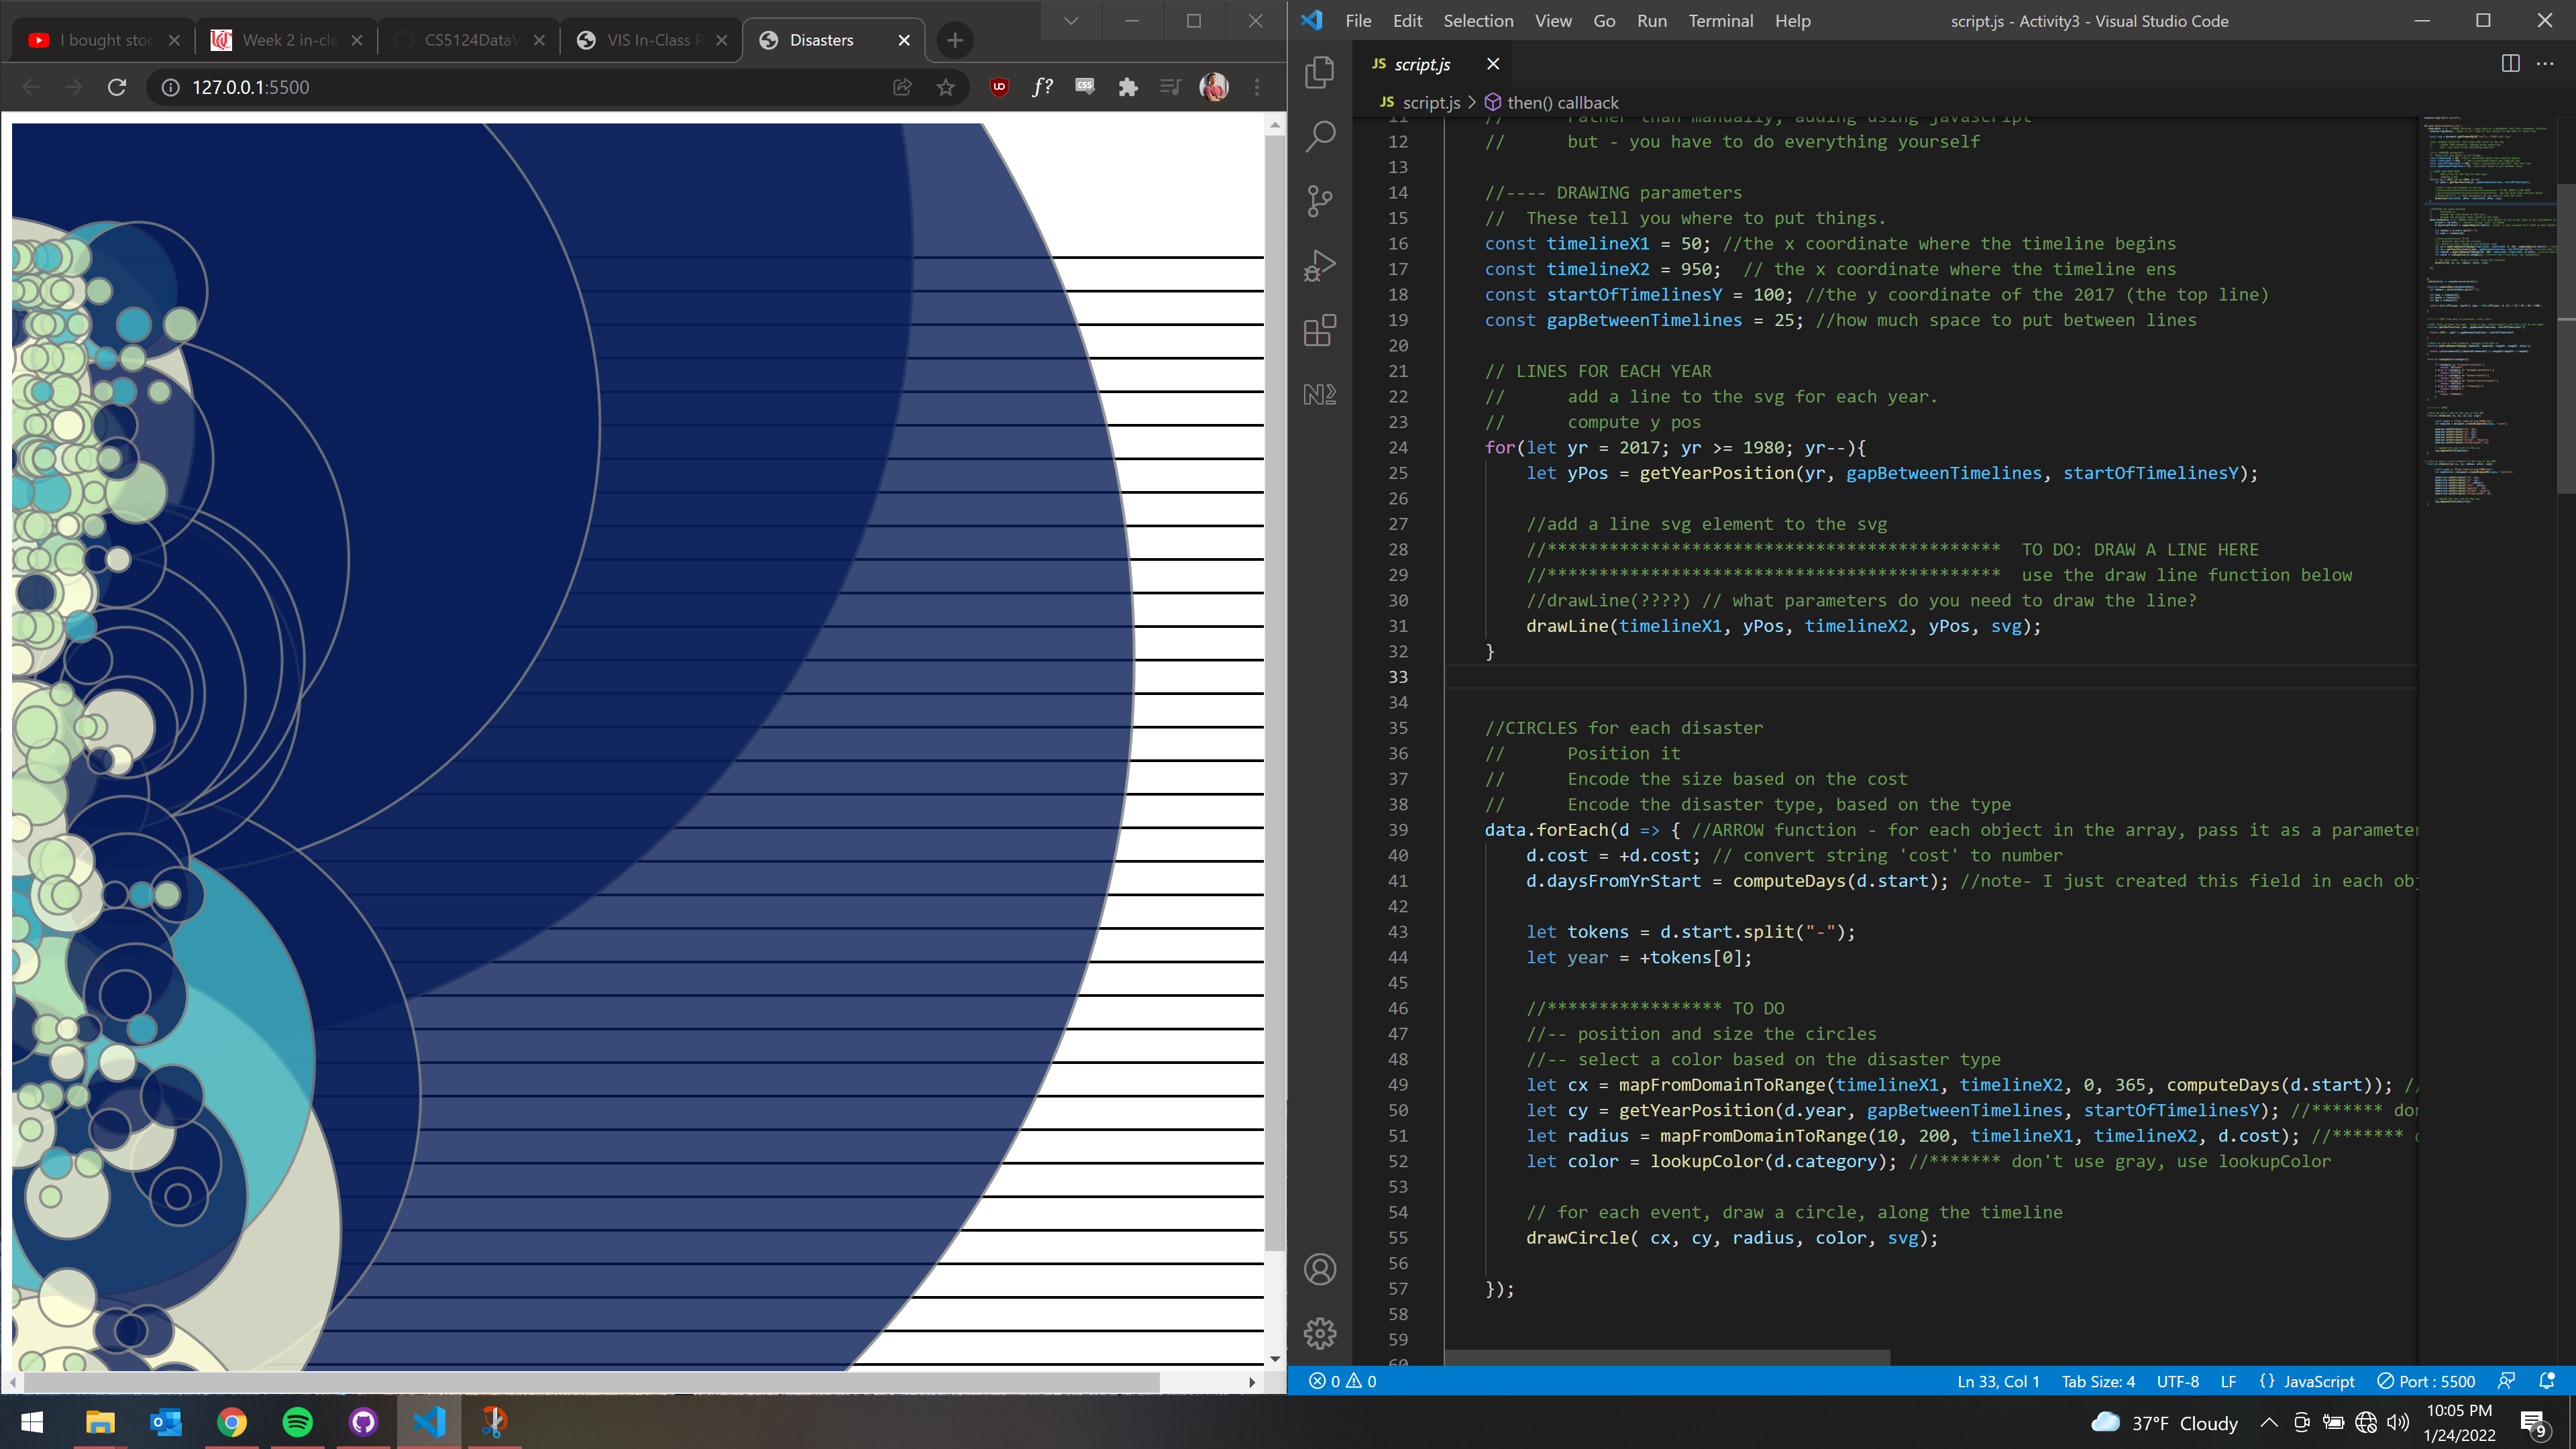 I bought stoc
Week 2 in-cla
CS5124DataV
VIS In-Class P
Disasters
127.0.0.1:5500
File Edit Selection View Go Run Terminal Help
script.js - Activity3 - Visual Studio Code
JS script.js
JS script.js > then() callback
11 // rather than manually, adding using javascript
12 // but - you have to do everything yourself
13
14 //---- DRAWING parameters
15 // These tell you where to put things.
16 const timelineX1 = 50; //the x coordinate where the timeline begins
17 const timelineX2 = 950; // the x coordinate where the timeline ens
18 const startOfTimelinesY = 100; //the y coordinate of the 2017 (the top line)
19 const gapBetweenTimelines = 25; //how much space to put between lines
20
21 // LINES FOR EACH YEAR
22 // add a line to the svg for each year.
23 // compute y pos
24 for(let yr = 2017; yr >= 1980; yr--){
25 let yPos = getYearPosition(yr, gapBetweenTimelines, startOfTimelinesY);
26
27 //add a line svg element to the svg
28 //******************************************** TO DO: DRAW A LINE HERE
29 //******************************************** use the draw line function below
30 //drawLine(????) // what parameters do you need to draw the line?
31 drawLine(timelineX1, yPos, timelineX2, yPos, svg);
32 }
33
34
35 //CIRCLES for each disaster
36 // Position it
37 // Encode the size based on the cost
38 // Encode the disaster type, based on the type
39 data.forEach(d => { //ARROW function - for each object in the array, pass it as a parameter
40 d.cost = +d.cost; // convert string 'cost' to number
41 d.daysFromYrStart = computeDays(d.start); //note- I just created this field in each obj
42
43 let tokens = d.start.split("-");
44 let year = +tokens[0];
45
46 //***************** TO DO
47 //-- position and size the circles
48 //-- select a color based on the disaster type
49 let cx = mapFromDomainToRange(timelineX1, timelineX2, 0, 365, computeDays(d.start)); //
50 let cy = getYearPosition(d.year, gapBetweenTimelines, startOfTimelinesY); //******* don
51 let radius = mapFromDomainToRange(10, 200, timelineX1, timelineX2, d.cost); //*******
52 let color = lookupColor(d.category); //******* don't use gray, use lookupColor
53
54 // for each event, draw a circle, along the timeline
55 drawCircle( cx, cy, radius, color, svg);
56
57 });
58
59
60
0 0
Ln 33, Col 1 Tab Size: 4 UTF-8 LF {} JavaScript Port : 5500
37°F Cloudy
10:05 PM
1/24/2022
9